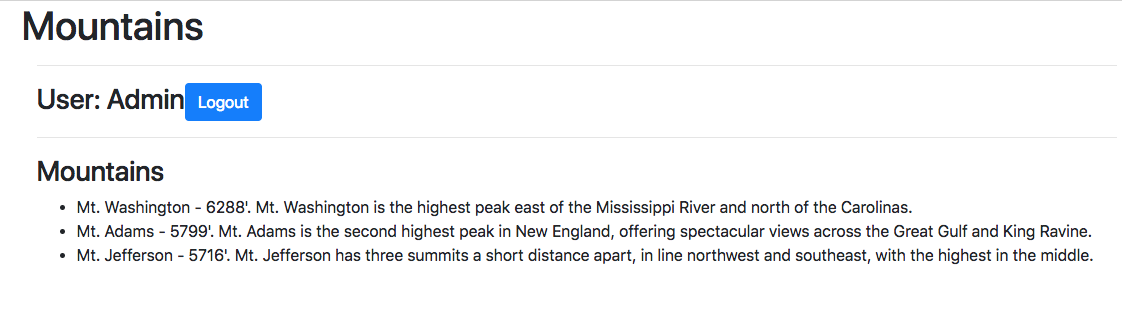 Mountains
User: Admin Logout
Mountains
• Mt. Washington - 6288'. Mt. Washington is the highest peak east of the Mississippi River and north of the Carolinas.
• Mt. Adams - 5799'. Mt. Adams is the second highest peak in New England, offering spectacular views across the Great Gulf and King Ravine.
• Mt. Jefferson - 5716'. Mt. Jefferson has three summits a short distance apart, in line northwest and southeast, with the highest in the middle.